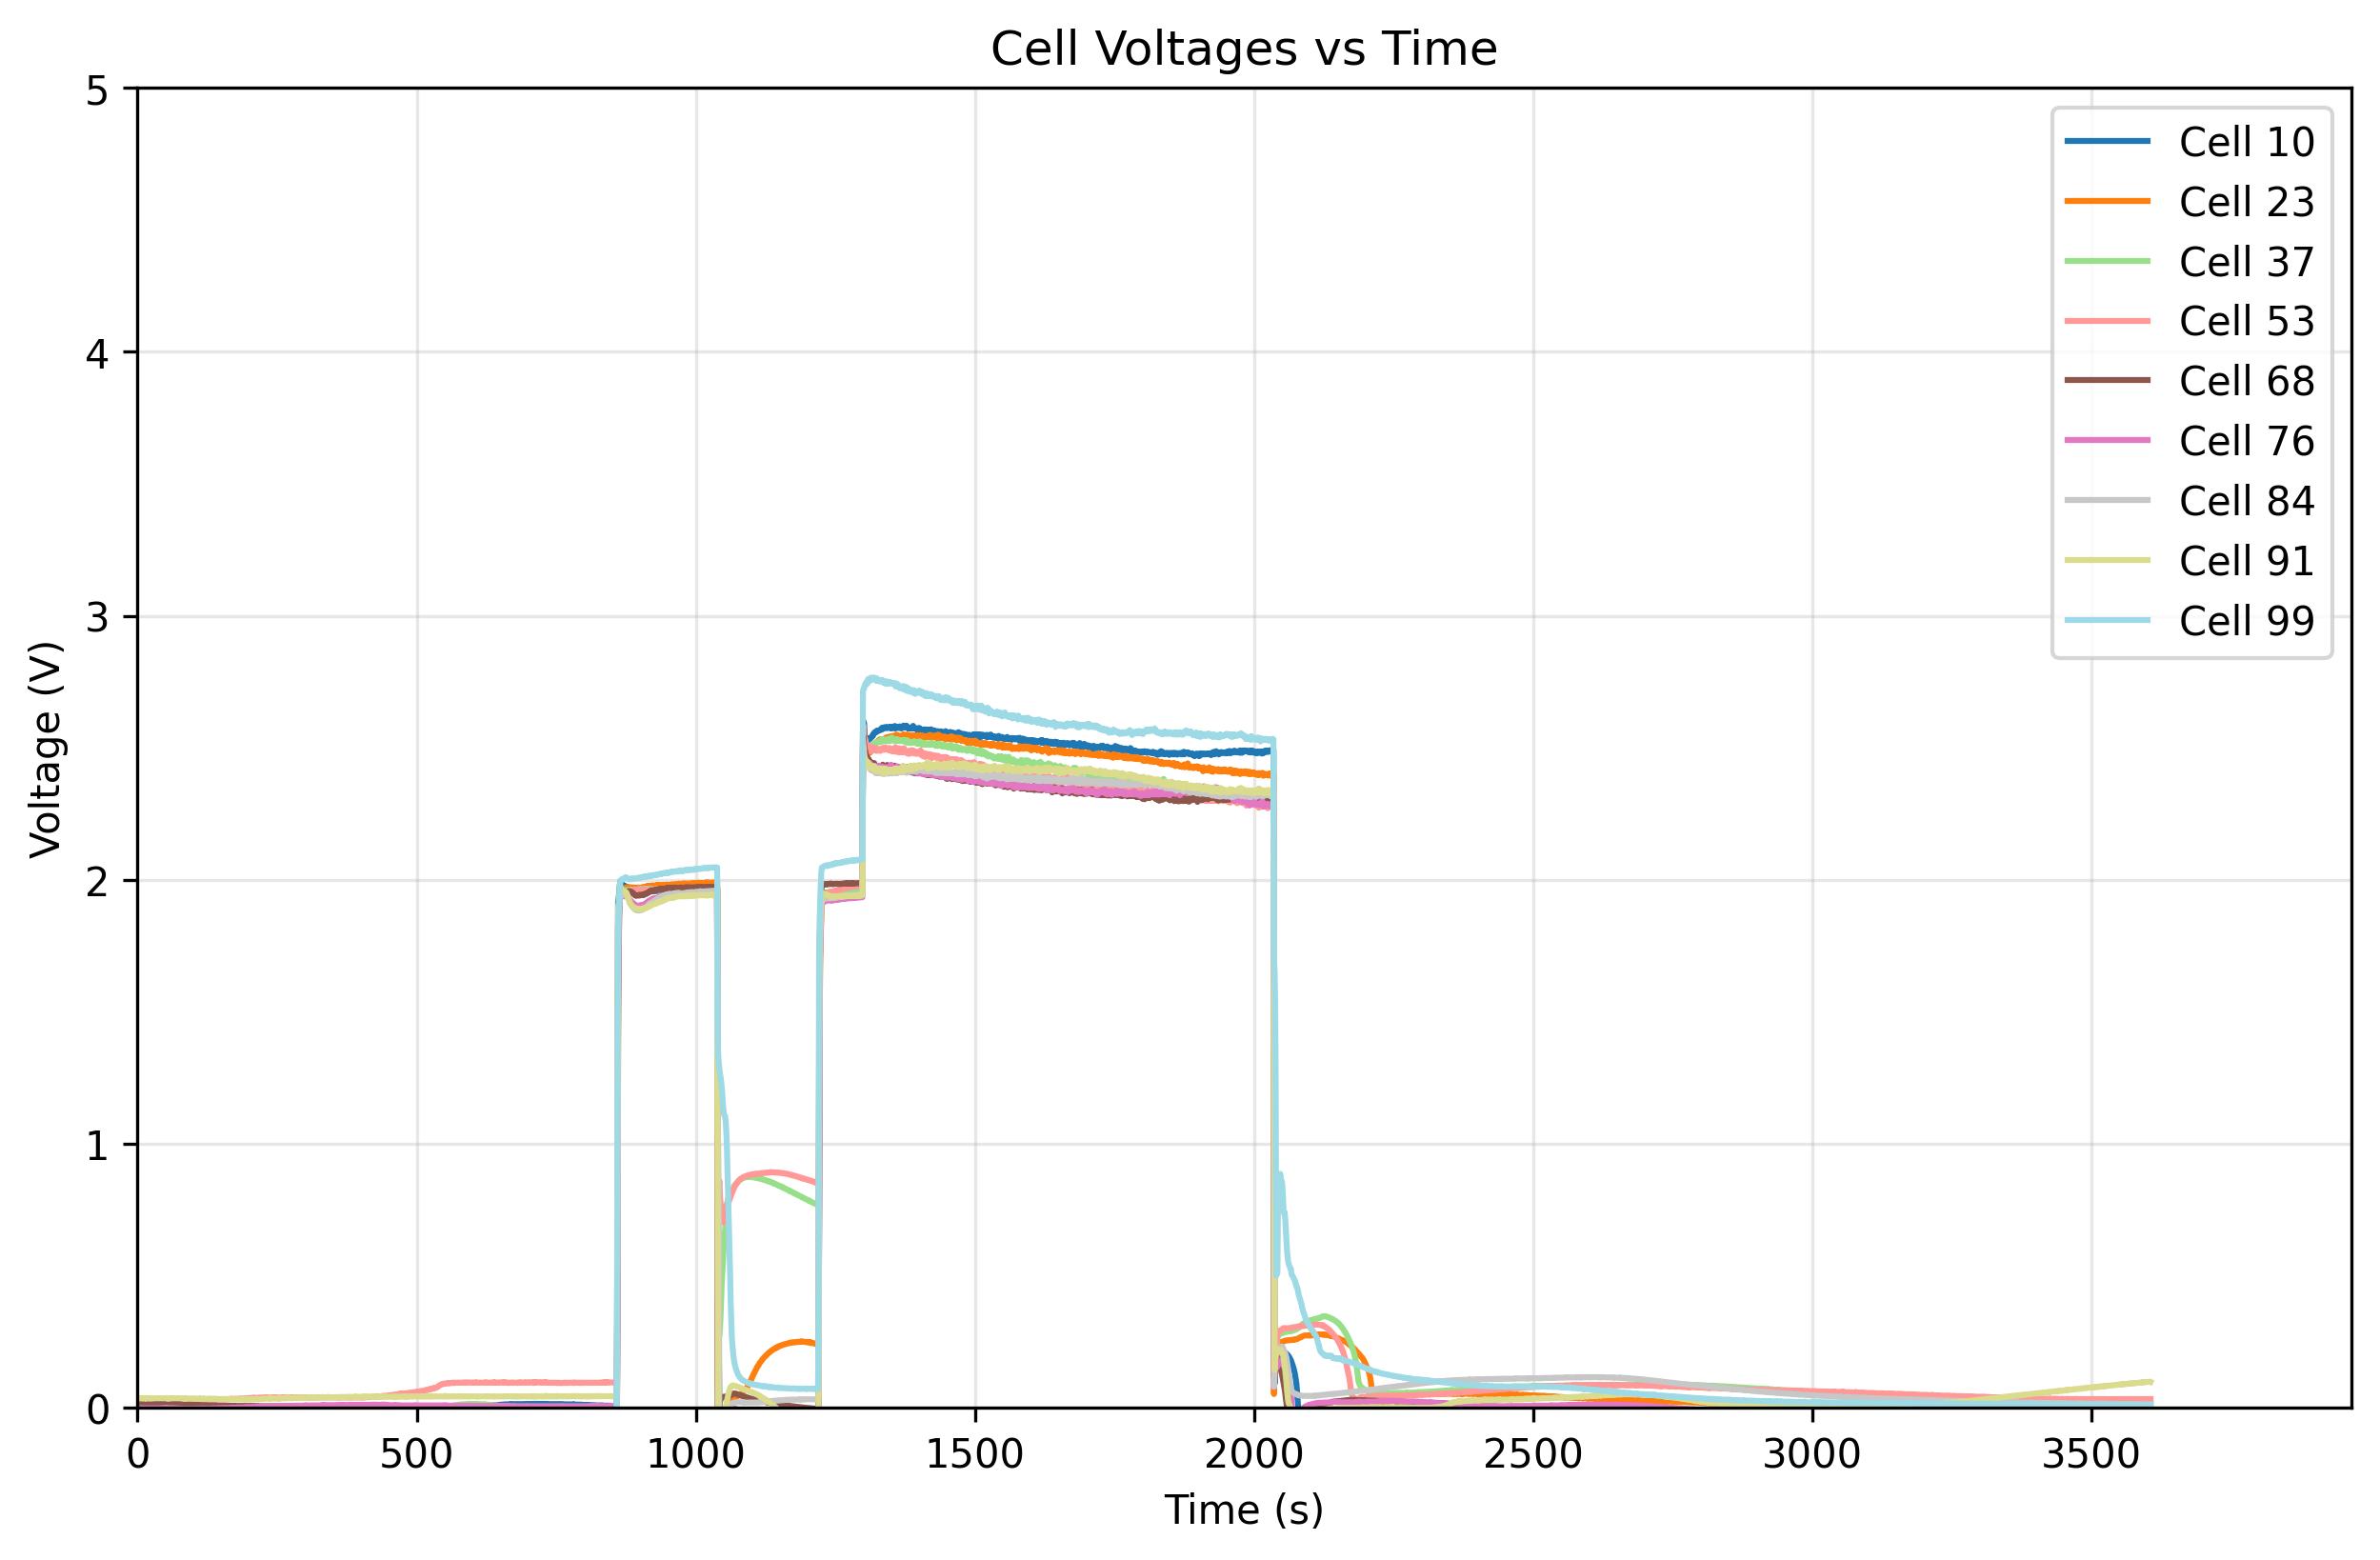 Cell Voltages vs Time
5
4
3
2
1
0
Voltage (V)
Cell 10
Cell 23
Cell 37
Cell 53
Cell 68
Cell 76
Cell 84
Cell 91
Cell 99
0 500 1000 1500 2000 2500 3000 3500
Time (s)